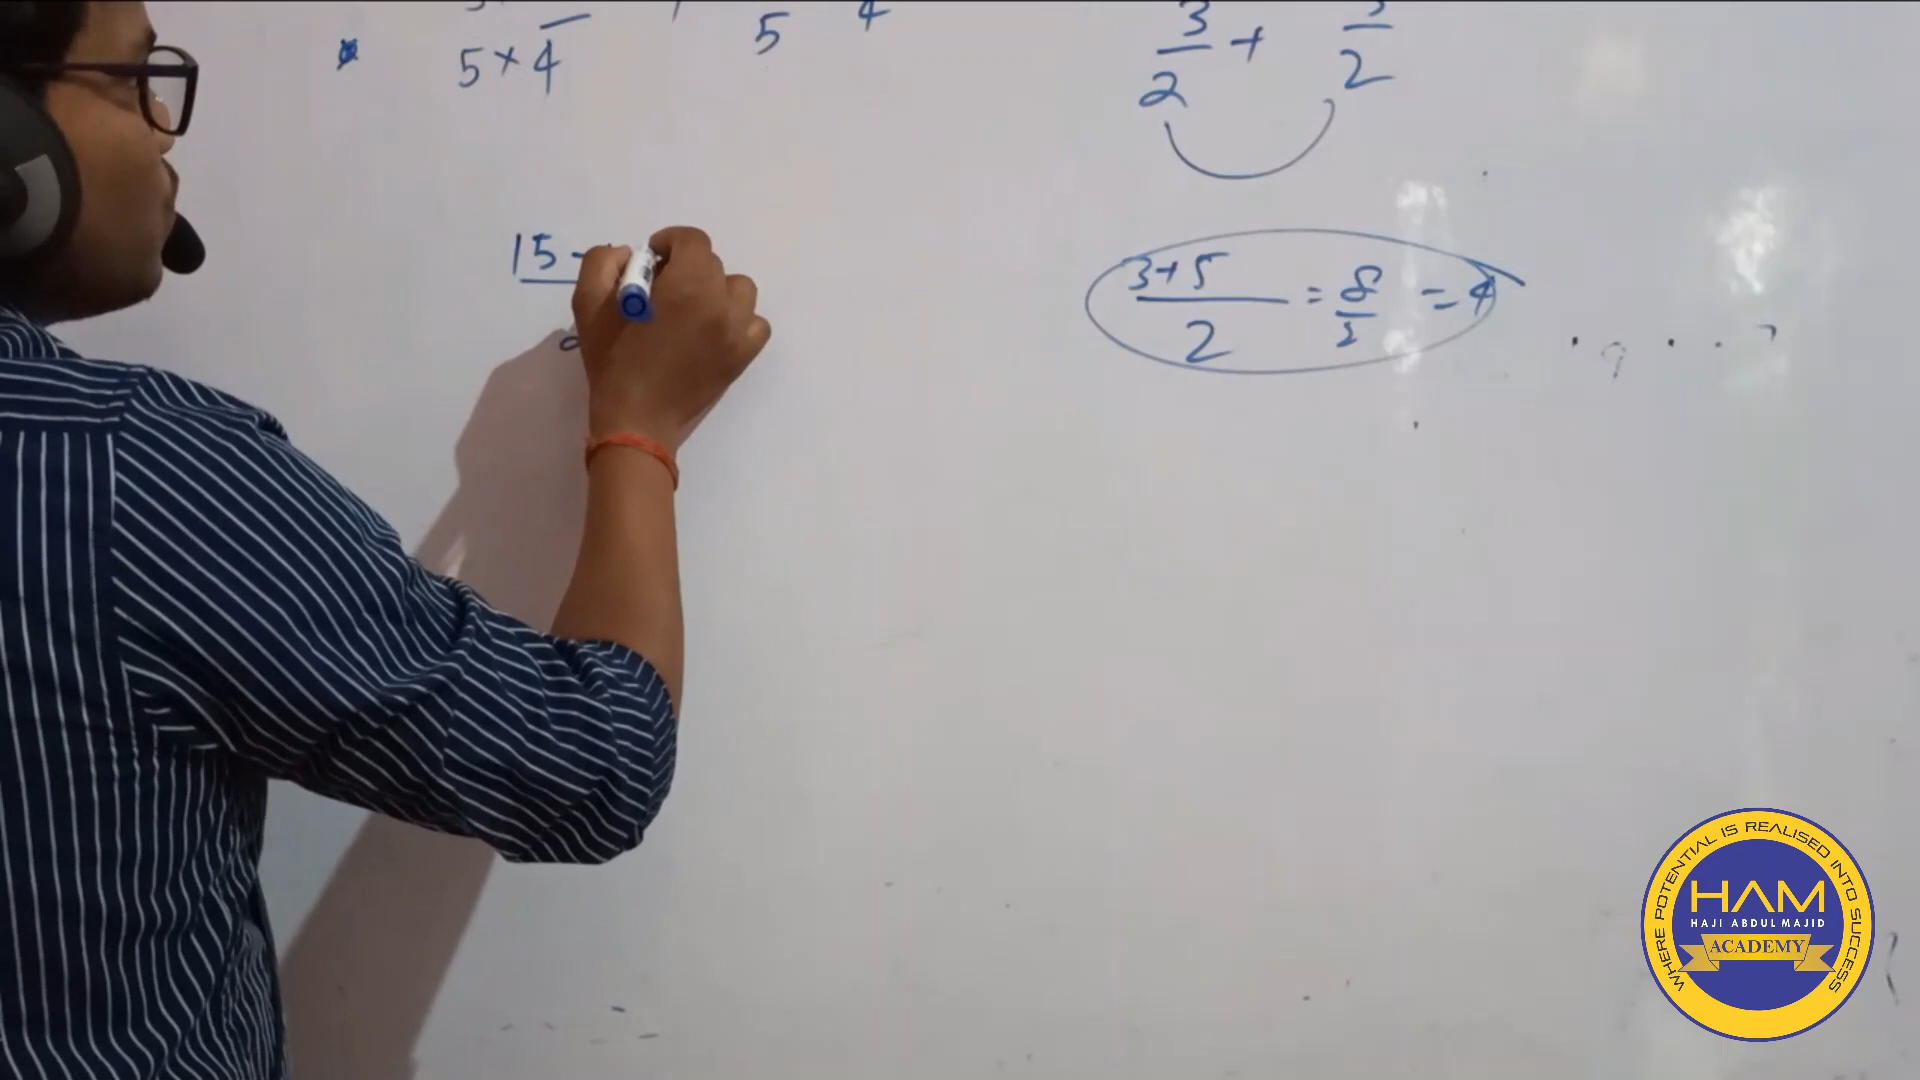 5 × 4
5
4
3/2 +
2
15
3+5/2 = 8/2 = 4
WHERE POTENTIAL IS REALISED INTO SUCCESS
HAM
HAJI ABDUL MAJID
ACADEMY